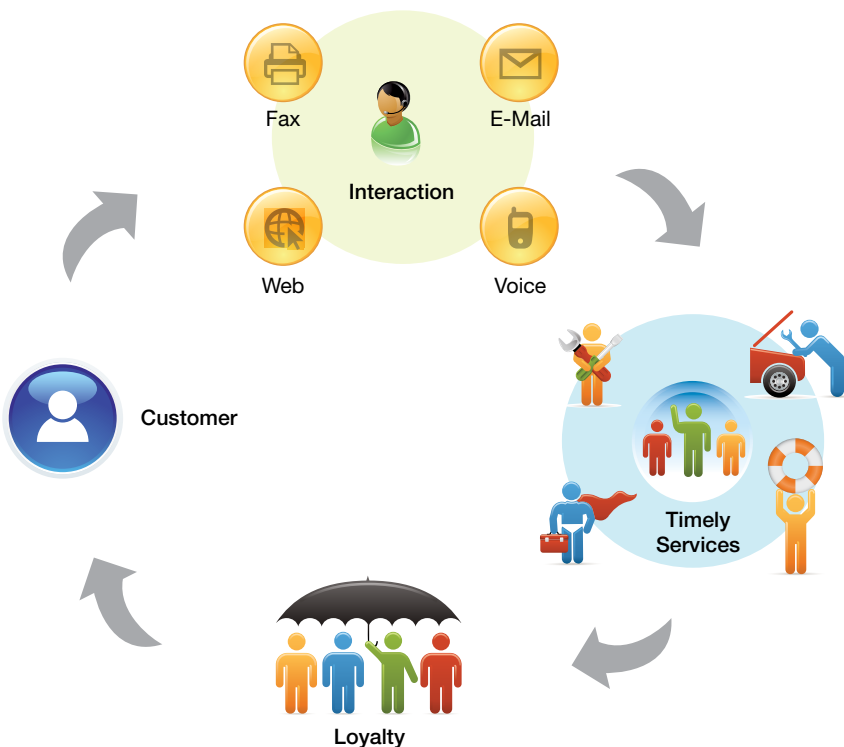 Fax
E-Mail
Interaction
Web
Voice
Customer
Timely
Services
Loyalty